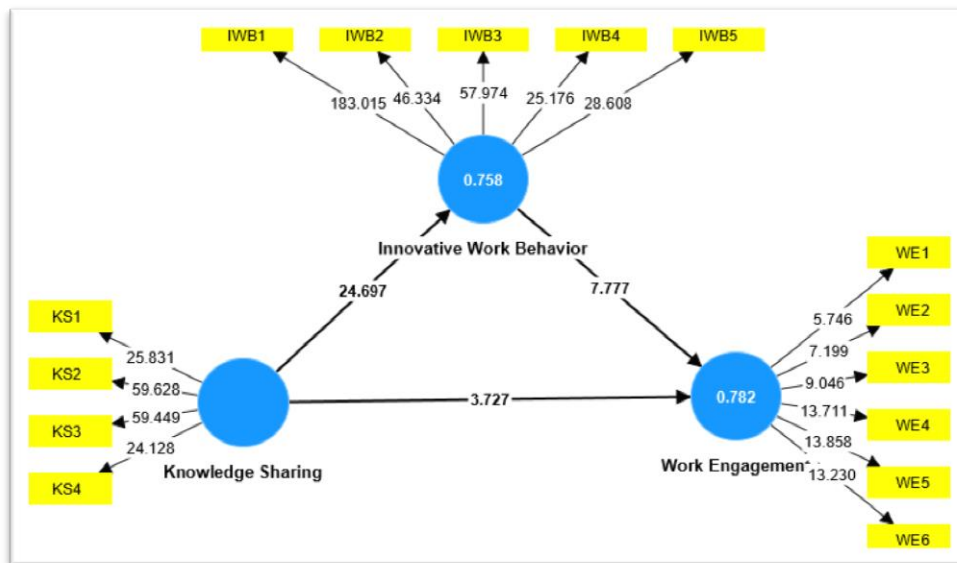 IWB1 IWB2 IWB3 IWB4 IWB5
183.015 46.334 57.974 25.176 28.608
0.758
Innovative Work Behavior
24.697 7.777
KS1
KS2
KS3
KS4
25.831
59.628
59.449
24.128
Knowledge Sharing
3.727
0.782
Work Engagemen
WE1
WE2
WE3
WE4
WE5
WE6
5.746
7.199
9.046
13.711
13.858
13.230